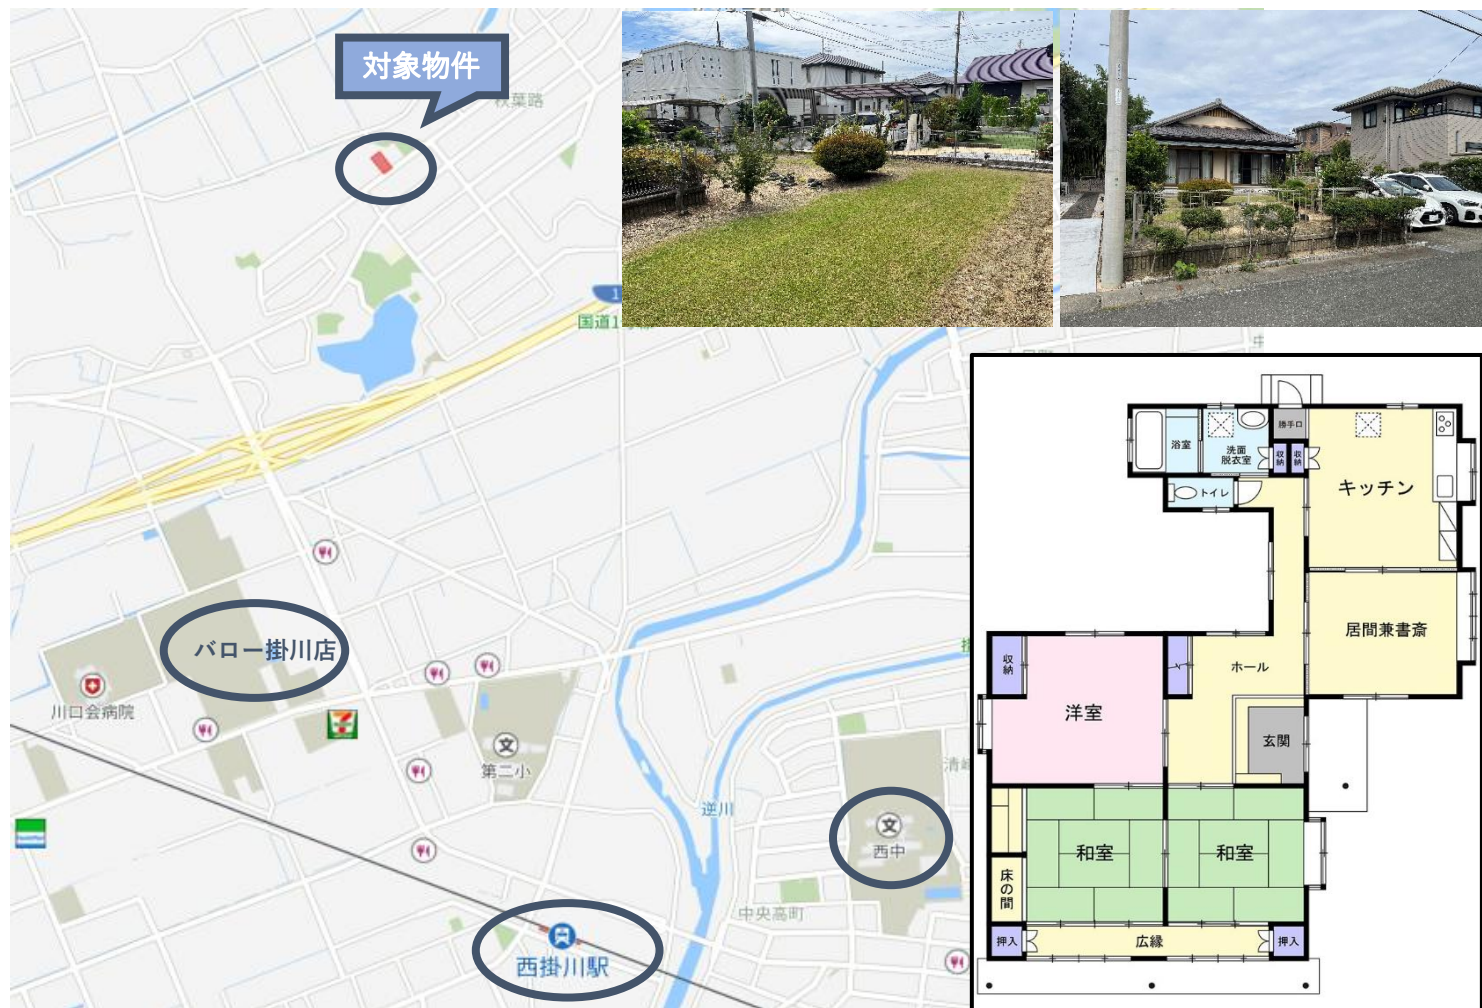 対象物件
秋葉路
1
国道1
バロー掛川店
川口会病院
文
第二小
逆川
文
西中
中央高町
西掛川駅
浴室
洗面
脱衣室
収納
収納
勝手口
トイレ
キッチン
居間兼書斎
収納
ホール
洋室
玄関
和室
和室
床の間
押入
広縁
押入